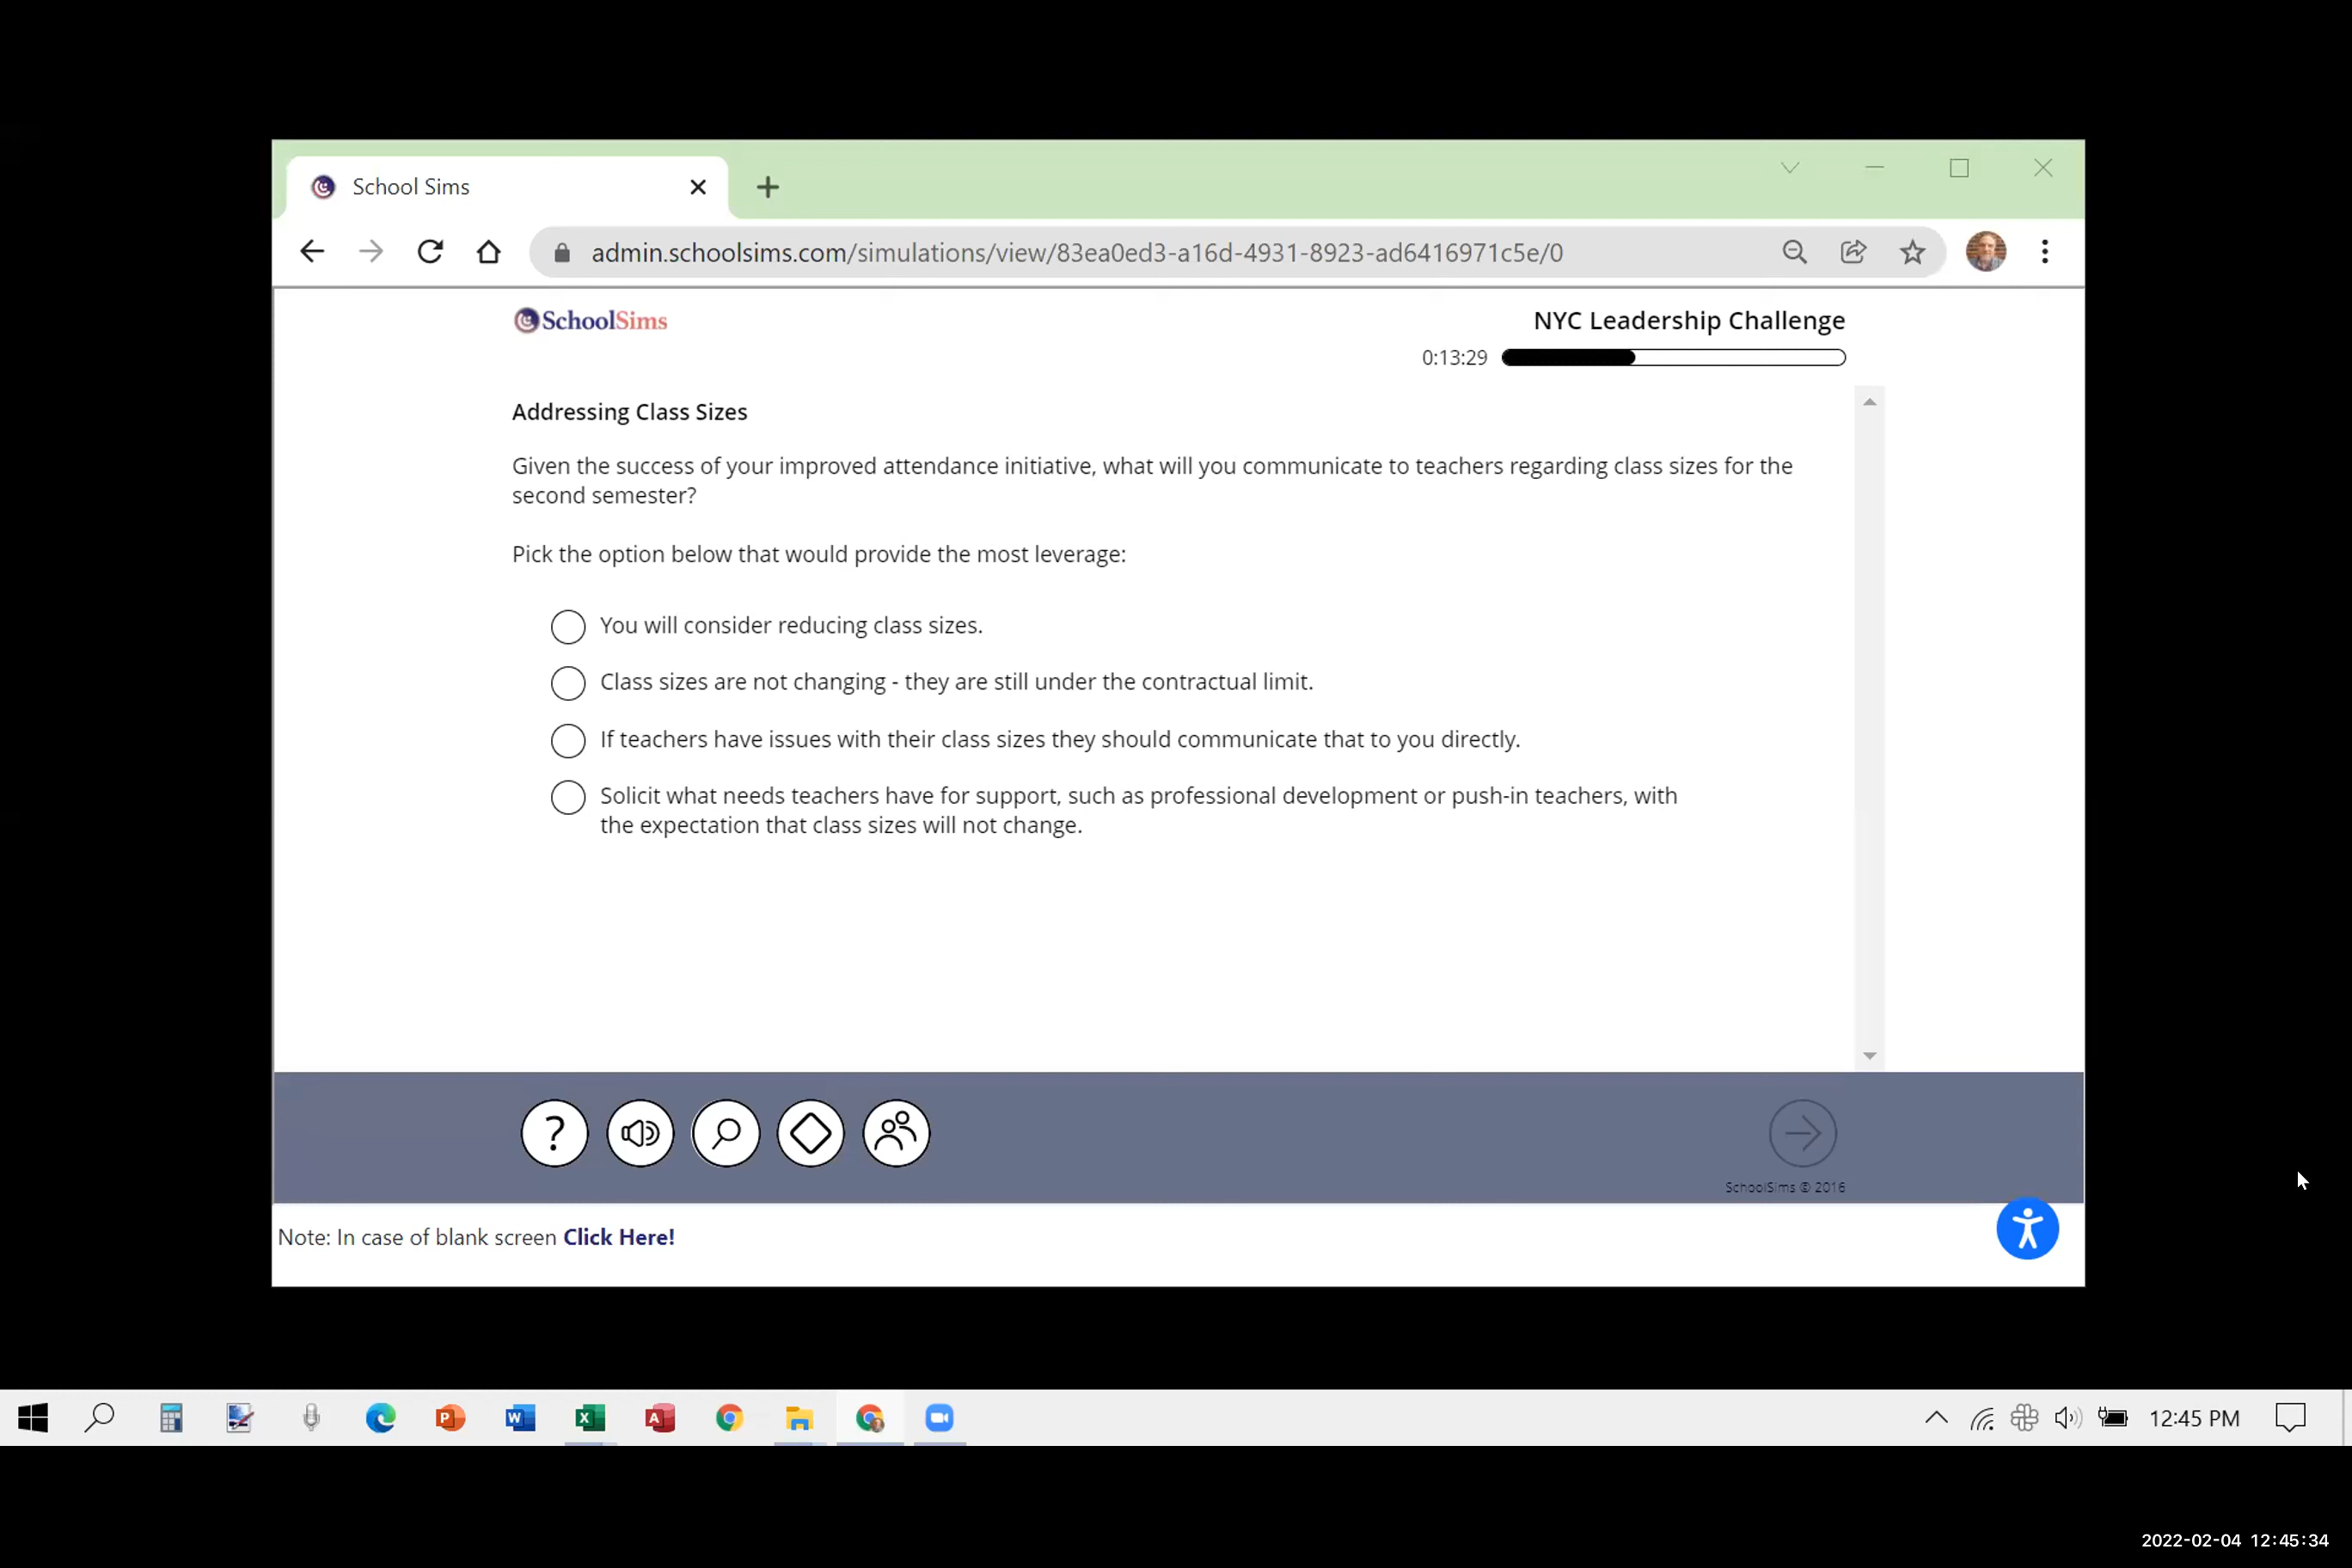 School Sims
admin.schoolsims.com/simulations/view/83ea0ed3-a16d-4931-8923-ad6416971c5e/0
SchoolSims
NYC Leadership Challenge
0:13:29
Addressing Class Sizes
Given the success of your improved attendance initiative, what will you communicate to teachers regarding class sizes for the
second semester?
Pick the option below that would provide the most leverage:
You will consider reducing class sizes.
Class sizes are not changing - they are still under the contractual limit.
If teachers have issues with their class sizes they should communicate that to you directly.
Solicit what needs teachers have for support, such as professional development or push-in teachers, with
the expectation that class sizes will not change.
?
SchoolSims © 2016
Note: In case of blank screen Click Here!
12:45 PM
2022-02-04 12:45:34